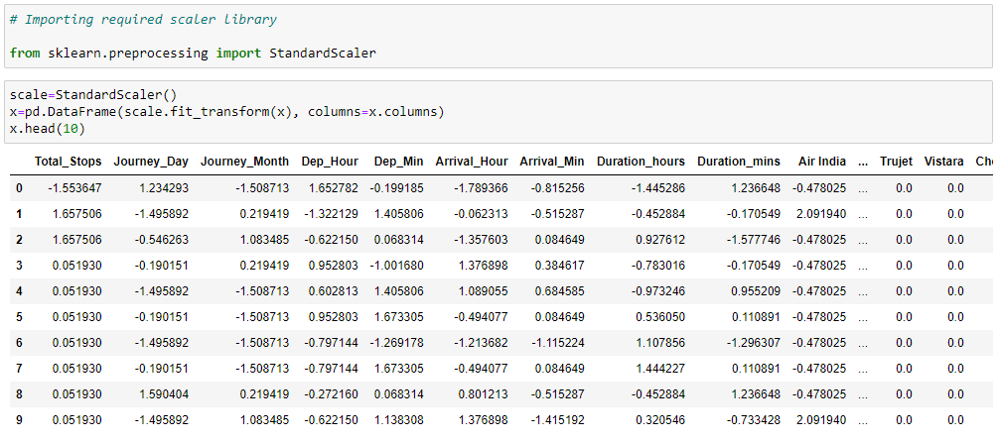 # Importing required scaler library
from sklearn.preprocessing import StandardScaler
scale=StandardScaler()
x=pd.DataFrame(scale.fit_transform(x), columns=x.columns)
x.head(10)
Total_Stops Journey_Day Journey_Month Dep_Hour Dep_Min Arrival_Hour Arrival_Min Duration_hours Duration_mins Air India ... Trujet Vistara
0 -1.553647 1.234293 -1.508713 1.652782 -0.199185 -1.789366 -0.815256 -1.445286 1.236648 -0.478025 ... 0.0 0.0
1 1.657506 -1.495892 0.219419 -1.322129 1.405806 -0.062313 -0.515287 -0.452884 -0.170549 2.091940 ... 0.0 0.0
2 1.657506 -0.546263 1.083485 -0.622150 0.068314 -1.357603 0.084649 0.927612 -1.577746 -0.478025 ... 0.0 0.0
3 0.051930 -0.190151 0.219419 0.952803 -1.001680 1.376898 0.384617 -0.783016 -0.170549 -0.478025 ... 0.0 0.0
4 0.051930 -1.495892 -1.508713 0.602813 1.405806 1.089055 0.684585 -0.973246 0.955209 -0.478025 ... 0.0 0.0
5 0.051930 -0.190151 -1.508713 0.952803 1.673305 -0.494077 0.084649 0.536050 0.110891 -0.478025 ... 0.0 0.0
6 0.051930 -1.495892 -1.508713 -0.797144 -1.269178 -1.213682 -1.115224 1.107856 -1.296307 -0.478025 ... 0.0 0.0
7 0.051930 -0.190151 -1.508713 -0.797144 1.673305 -0.494077 0.084649 1.444227 0.110891 -0.478025 ... 0.0 0.0
8 0.051930 1.590404 0.219419 -0.272160 0.068314 0.801213 -0.515287 -0.452884 1.236648 -0.478025 ... 0.0 0.0
9 0.051930 -1.495892 1.083485 -0.622150 1.138308 1.376898 -1.415192 0.320546 -0.733428 2.091940 ... 0.0 0.0